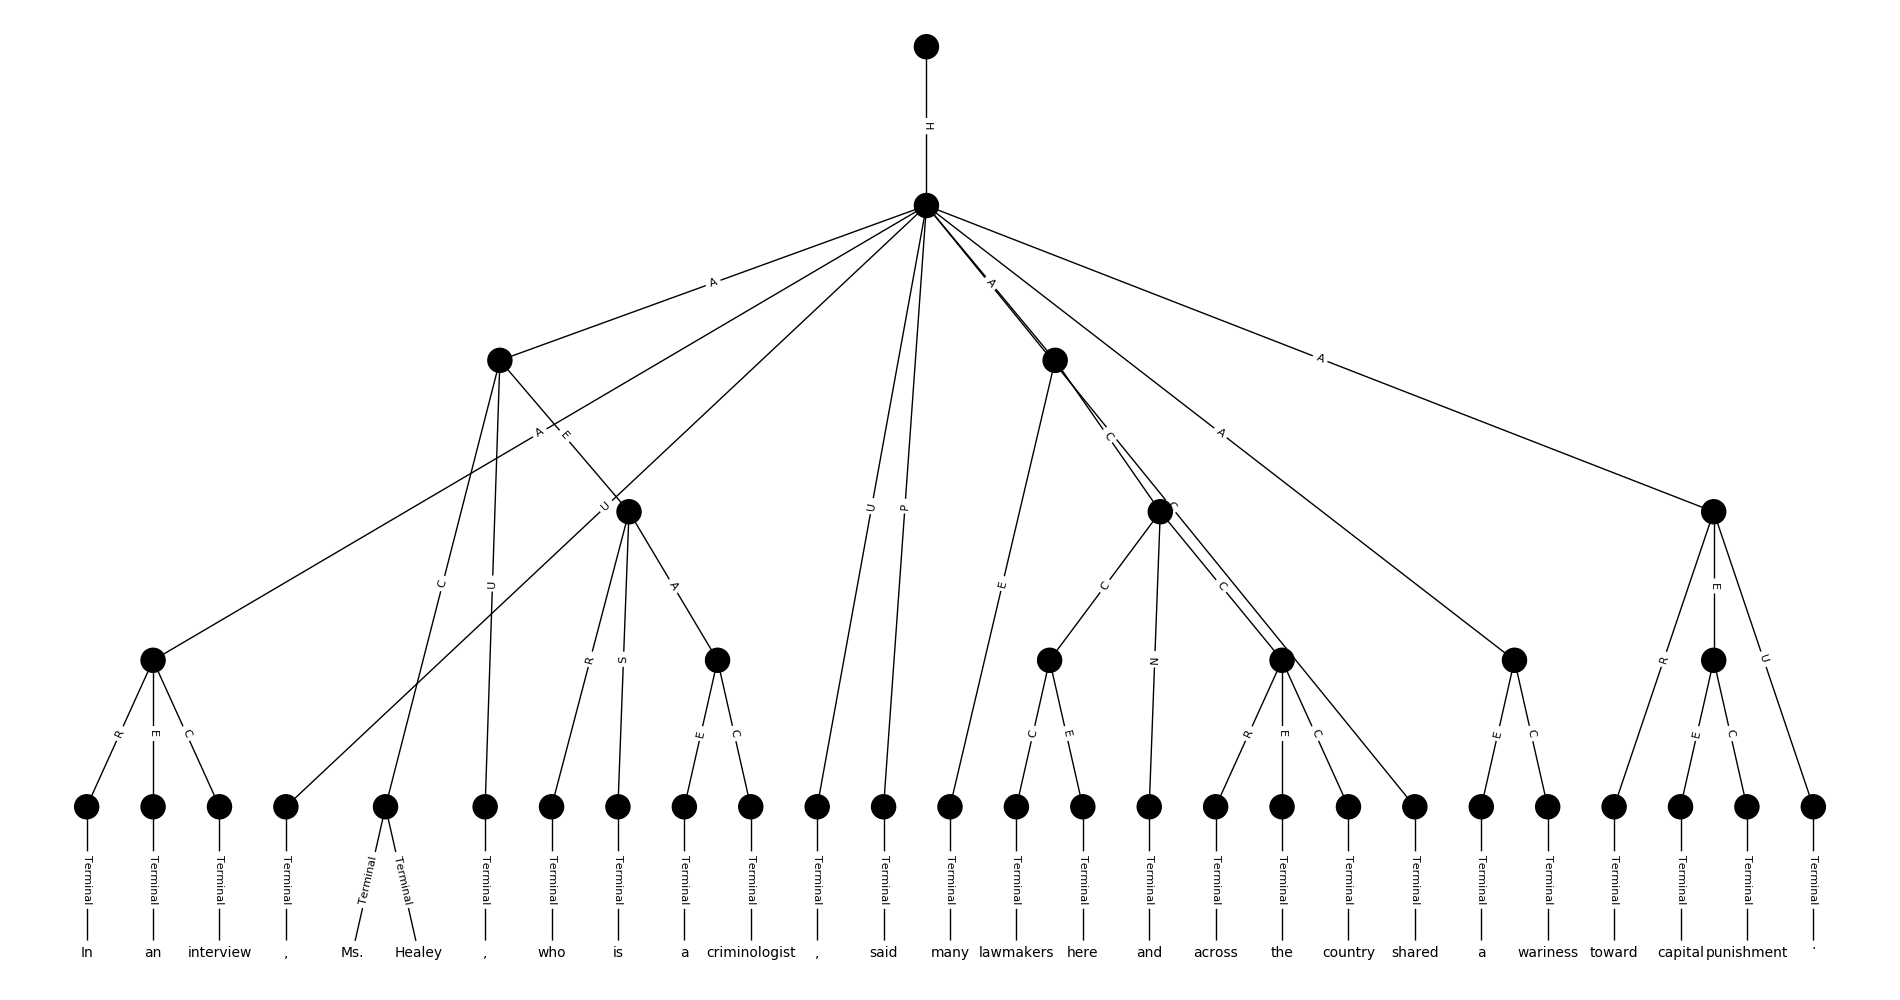 H
A
A
A
A
E
C
A
A
U
C
U
P
C
U
E
C
N
C
A
R
S
E
R
U
R
E
C
E
C
C
E
R
E
C
E
C
E
C
Terminal Terminal Terminal Terminal Terminal Terminal Terminal Terminal Terminal Terminal Terminal Terminal Terminal Terminal Terminal Terminal Terminal Terminal Terminal Terminal Terminal Terminal Terminal Terminal Terminal Terminal Terminal
In an interview , Ms. Healey , who is a criminologist , said many lawmakers here and across the country shared a wariness toward capital punishment .